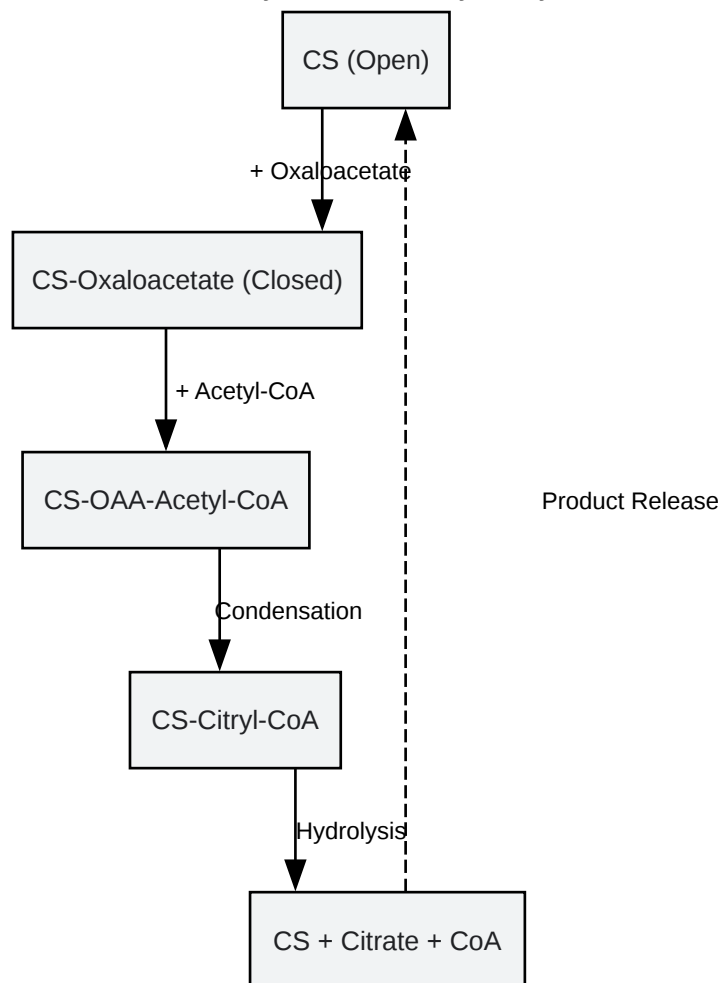 CS (Open)
+ Oxaloacetate
CS-Oxaloacetate (Closed)
+ Acetyl-CoA
CS-OAA-Acetyl-CoA
Product Release
Condensation
CS-Citryl-CoA
Hydrolysis
CS + Citrate + CoA